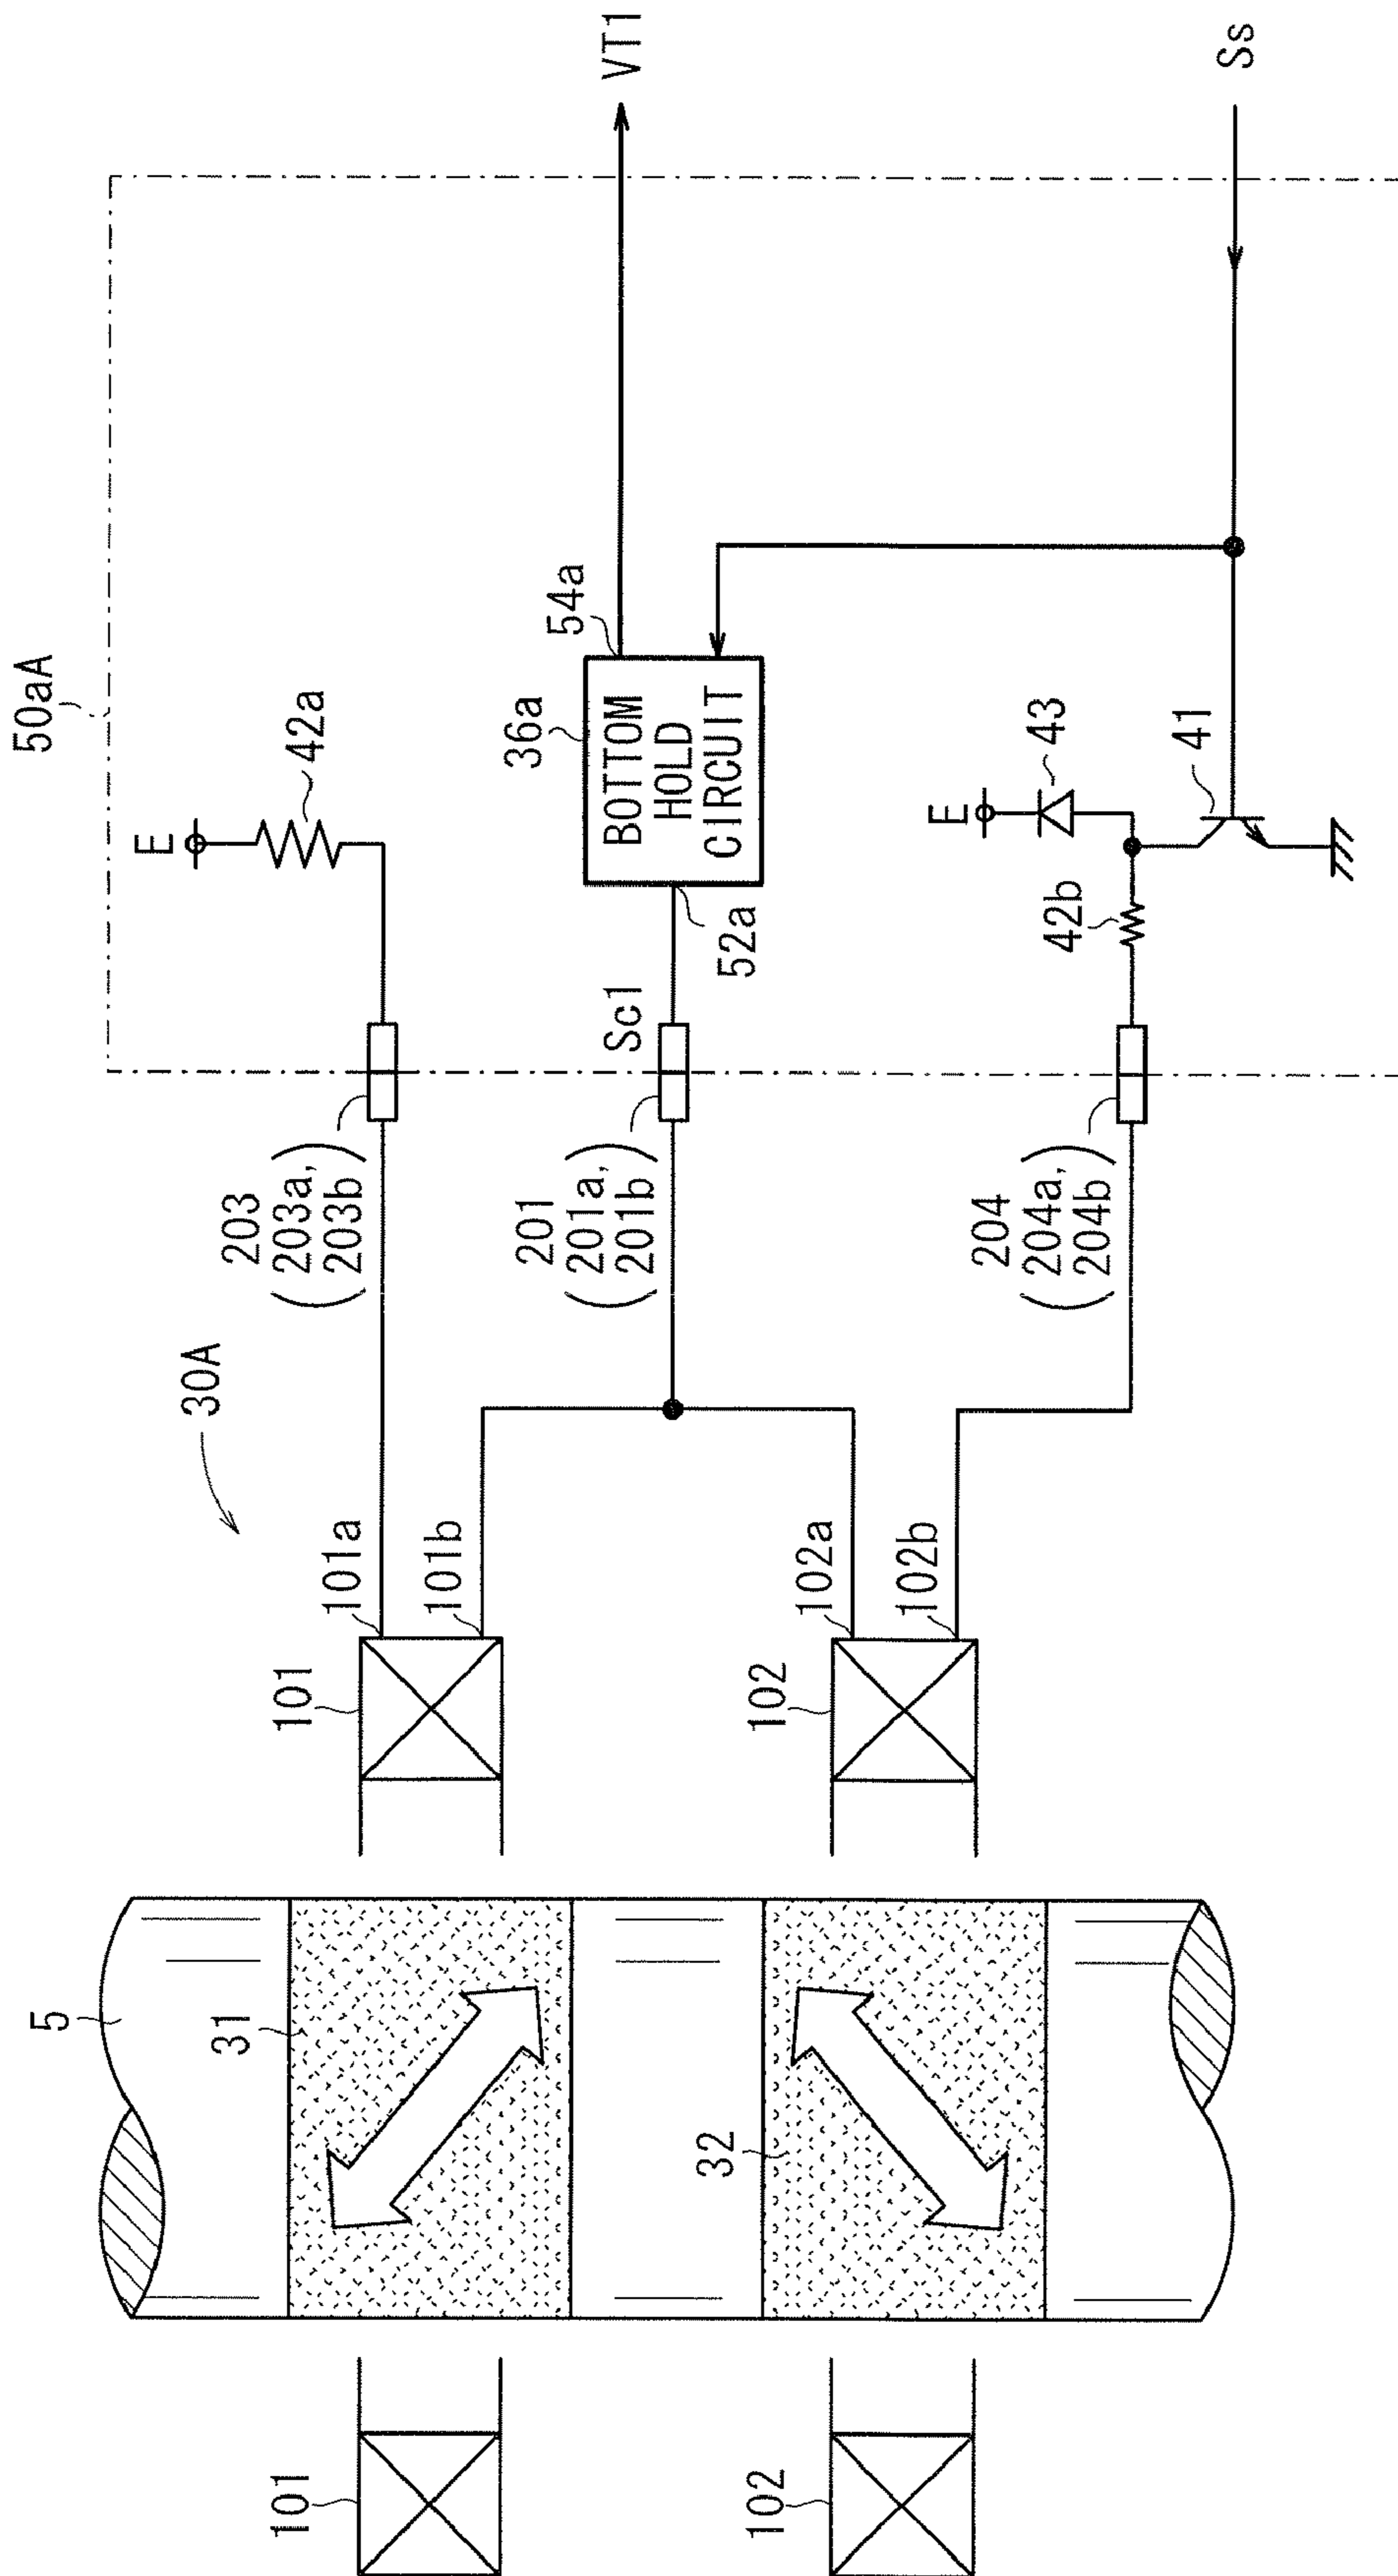 50aA
E
42a
36a
54a
VT1
BOTTOM
HOLD
CIRCUIT
52a
Sc1
E
43
42b
41
Ss
30A
203
(203a,
203b)
201
(201a,
201b)
204
(204a,
204b)
101a
101b
102a
102b
101
102
5
31
32
101
102